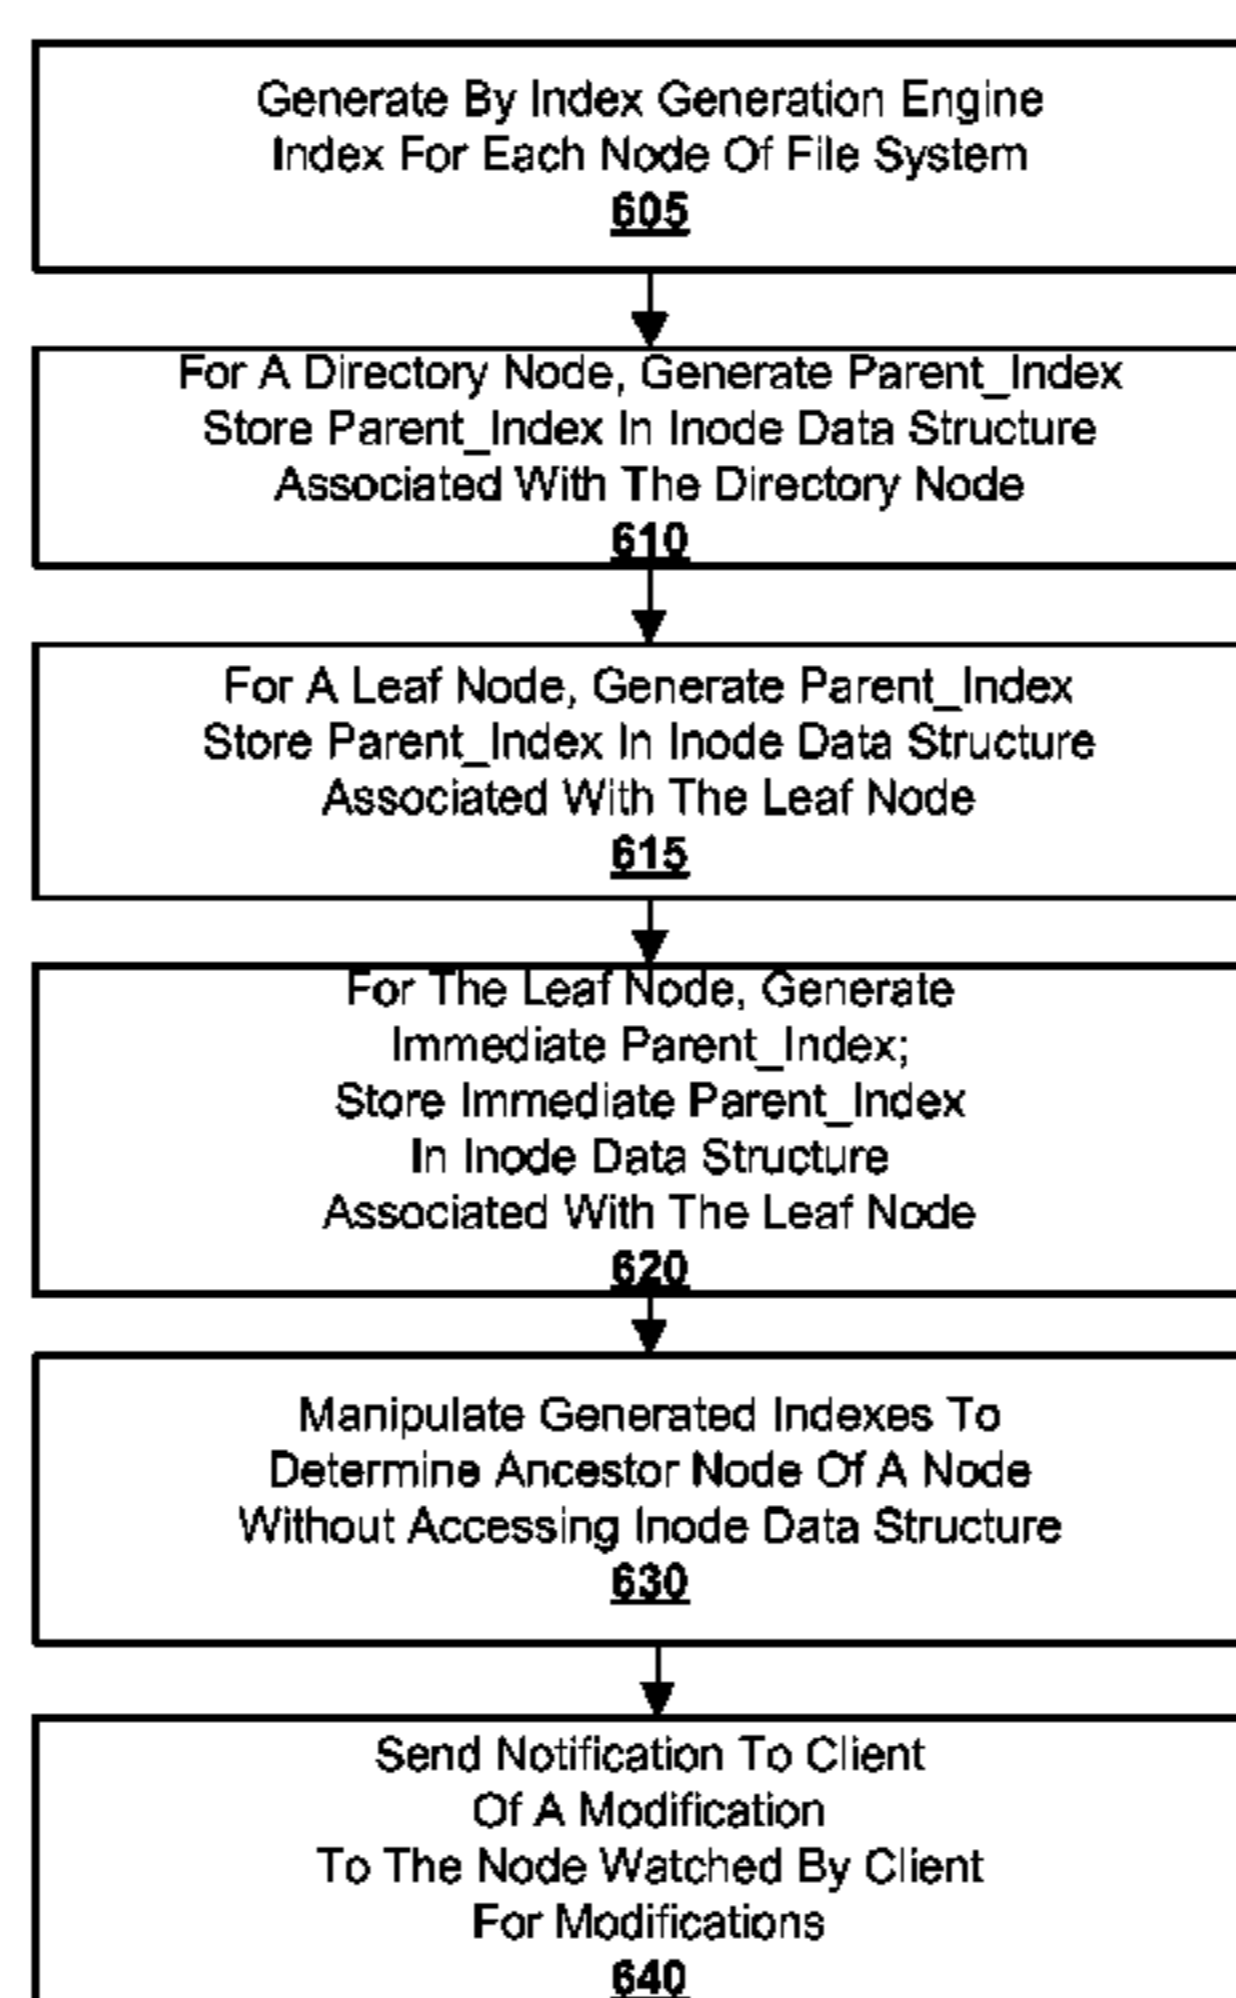 Generate By Index Generation Engine
Index For Each Node Of File System
605
For A Directory Node, Generate Parent_Index
Store Parent_Index In Inode Data Structure
Associated With The Directory Node
610
For A Leaf Node, Generate Parent_Index
Store Parent_Index In Inode Data Structure
Associated With The Leaf Node
615
For The Leaf Node, Generate
Immediate Parent_Index;
Store Immediate Parent_Index
In Inode Data Structure
Associated With The Leaf Node
620
Manipulate Generated Indexes To
Determine Ancestor Node Of A Node
Without Accessing Inode Data Structure
630
Send Notification To Client
Of A Modification
To The Node Watched By Client
For Modifications
640